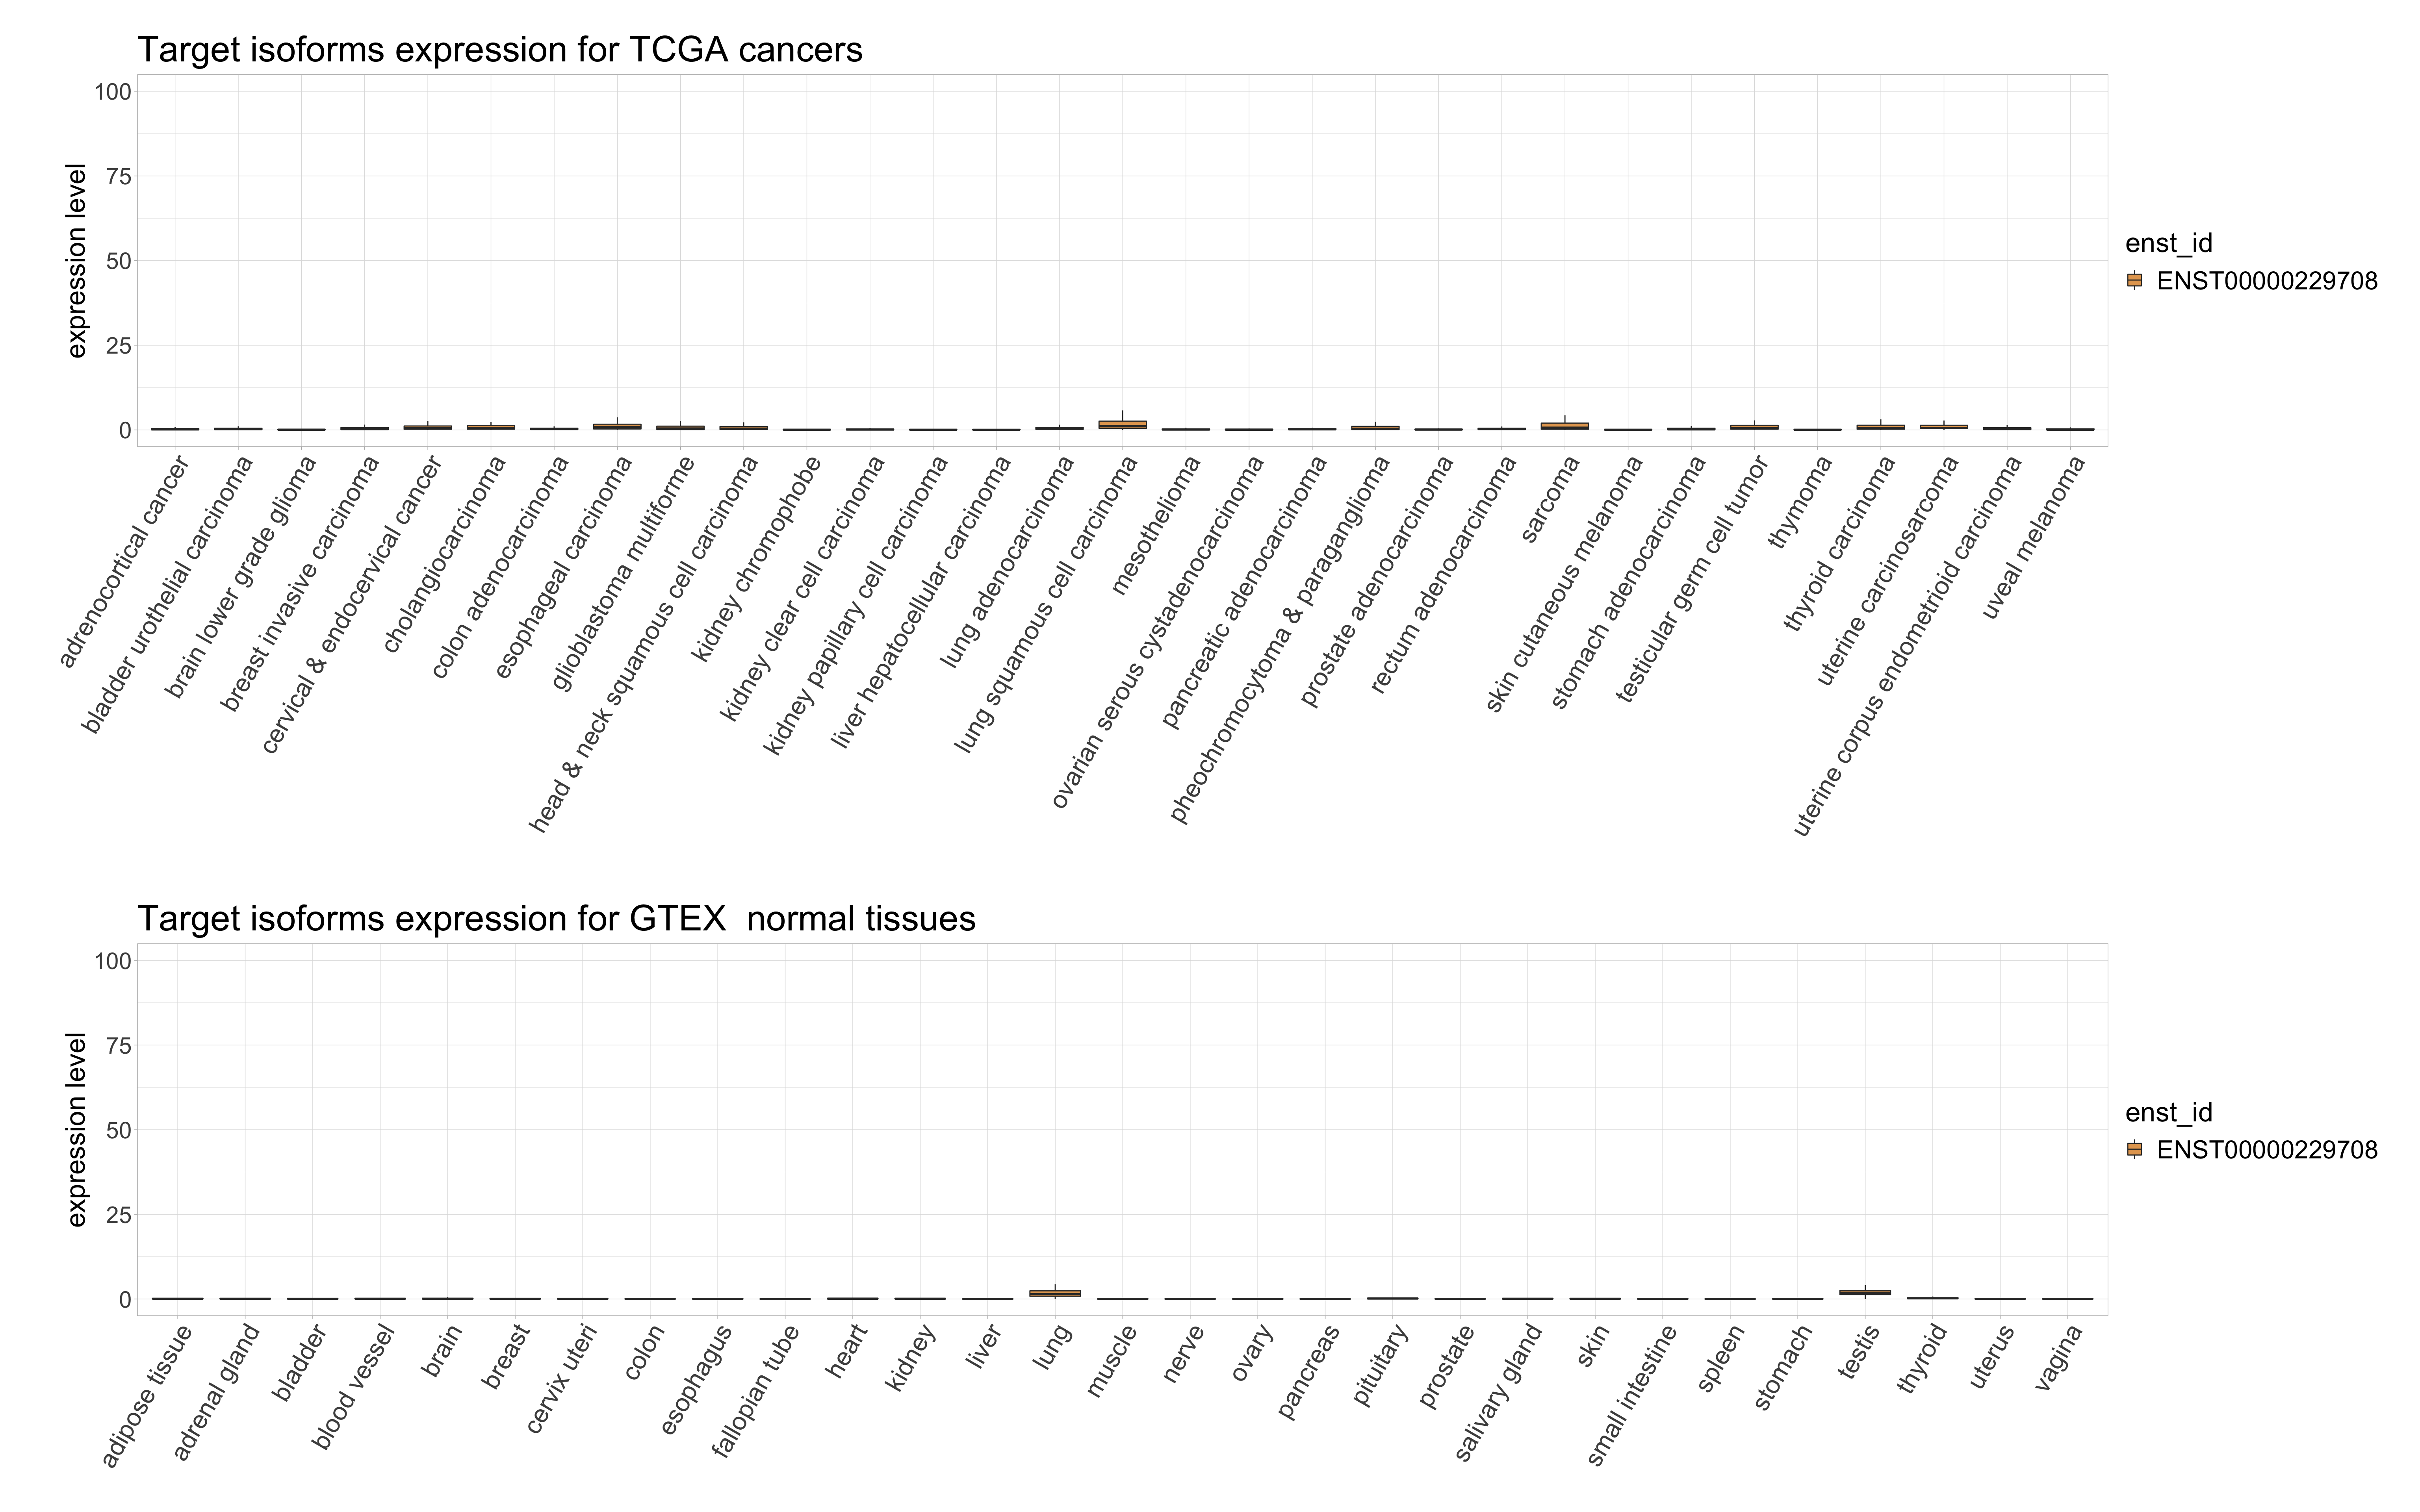 Target isoforms expression for TCGA cancers
100
75
50
25
0
expression level
adrenocortical cancer
bladder urothelial carcinoma
brain lower grade glioma
breast invasive carcinoma
cervical & endocervical cancer
cholangiocarcinoma
colon adenocarcinoma
esophageal carcinoma
glioblastoma multiforme
head & neck squamous cell carcinoma
kidney chromophobe
kidney clear cell carcinoma
kidney papillary cell carcinoma
liver hepatocellular carcinoma
lung adenocarcinoma
lung squamous cell carcinoma
mesothelioma
ovarian serous cystadenocarcinoma
pancreatic adenocarcinoma
pheochromocytoma & paraganglioma
prostate adenocarcinoma
rectum adenocarcinoma
sarcoma
skin cutaneous melanoma
stomach adenocarcinoma
testicular germ cell tumor
thymoma
thyroid carcinoma
uterine carcinosarcoma
uterine corpus endometrioid carcinoma
uveal melanoma
enst_id
ENST00000229708
Target isoforms expression for GTEX  normal tissues
100
75
50
25
0
expression level
adipose tissue
adrenal gland
bladder
blood vessel
brain
breast
cervix uteri
colon
esophagus
fallopian tube
heart
kidney
liver
lung
muscle
nerve
ovary
pancreas
pituitary
prostate
salivary gland
skin
small intestine
spleen
stomach
testis
thyroid
uterus
vagina
enst_id
ENST00000229708